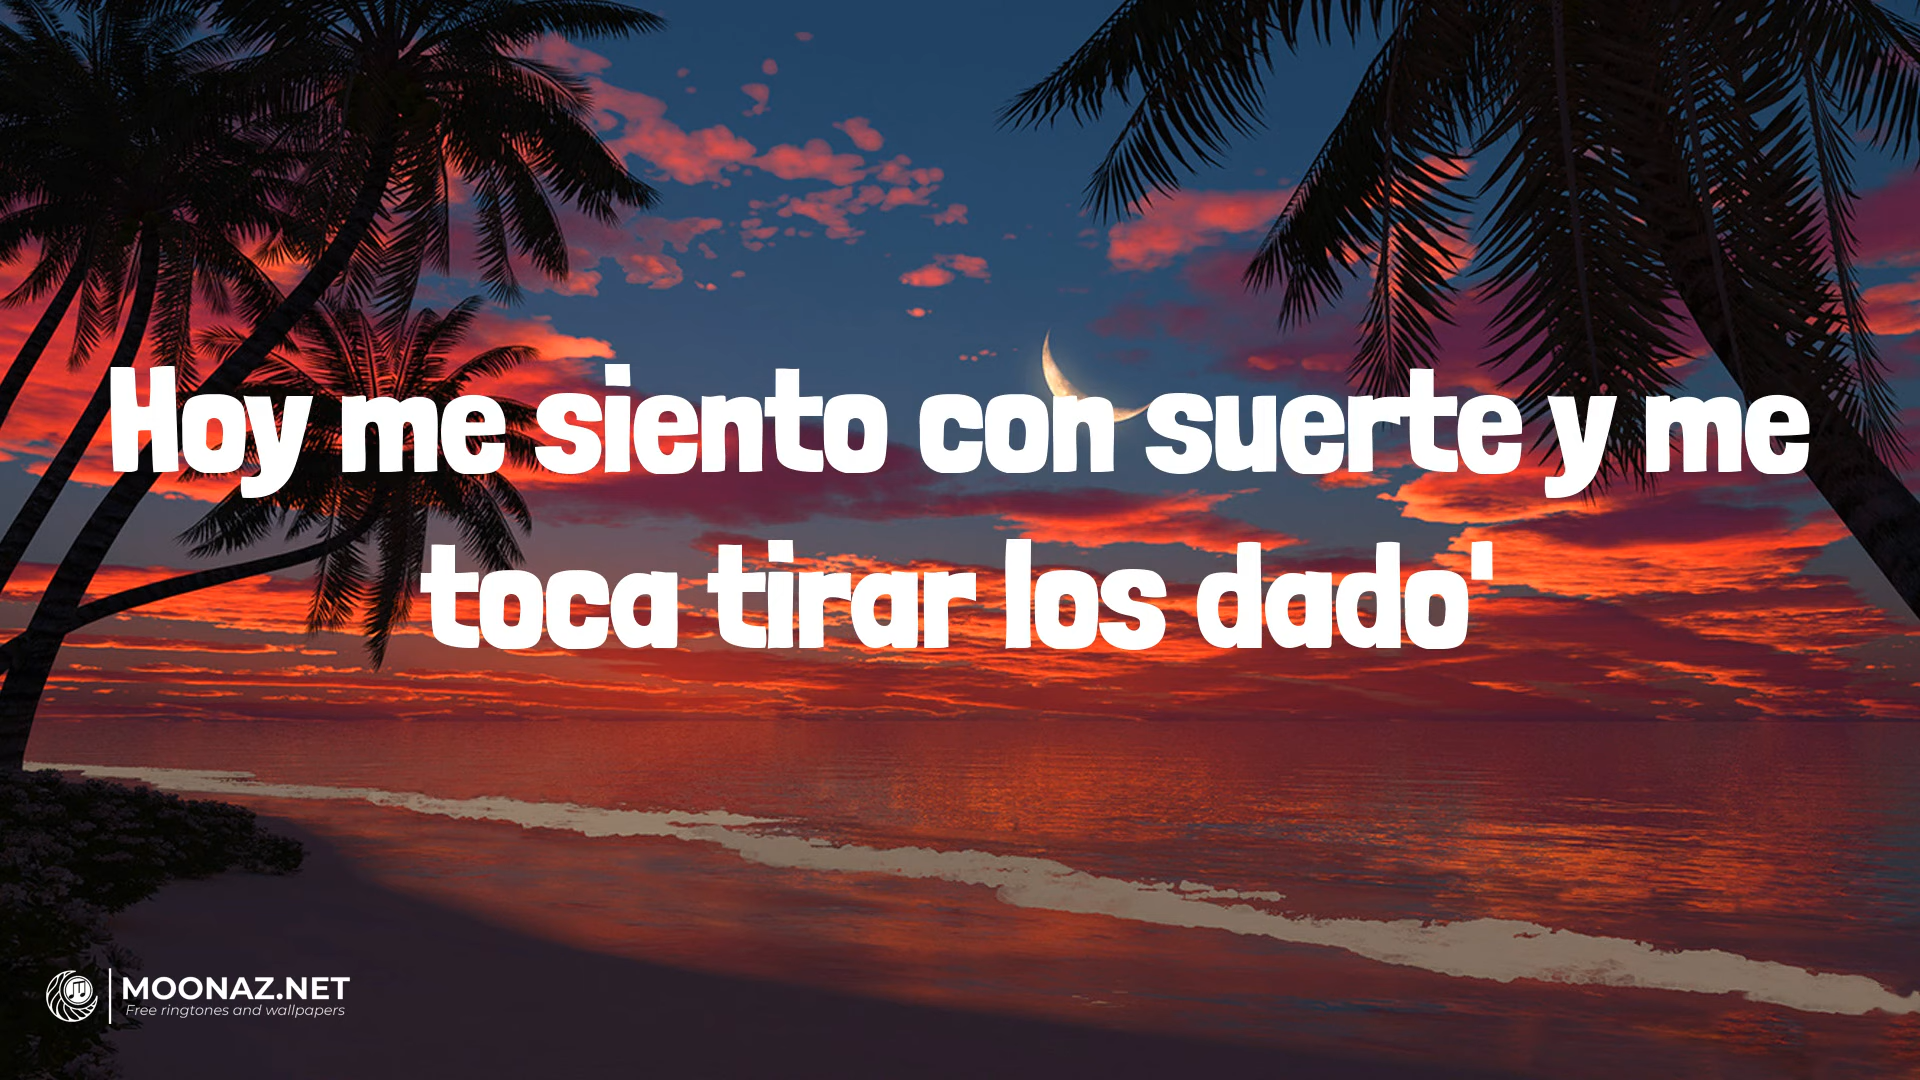 Hoy me siento con suerte y me
toca tirar los dado'
MOONAZ.NET
Free ringtones and wallpapers